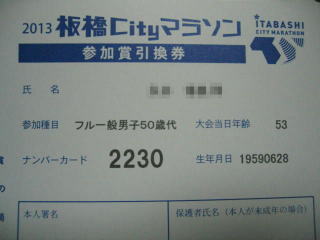 2013 板橋Cityマラソン
ITABASHI
CITY MARATHON
参加賞引換券
氏 名
参加種目 フル一般男子50歳代 大会当日年齢 53
ナンバーカード 2230 生年月日 19590628
本人署名 保護者氏名(本人が未成年の場合)